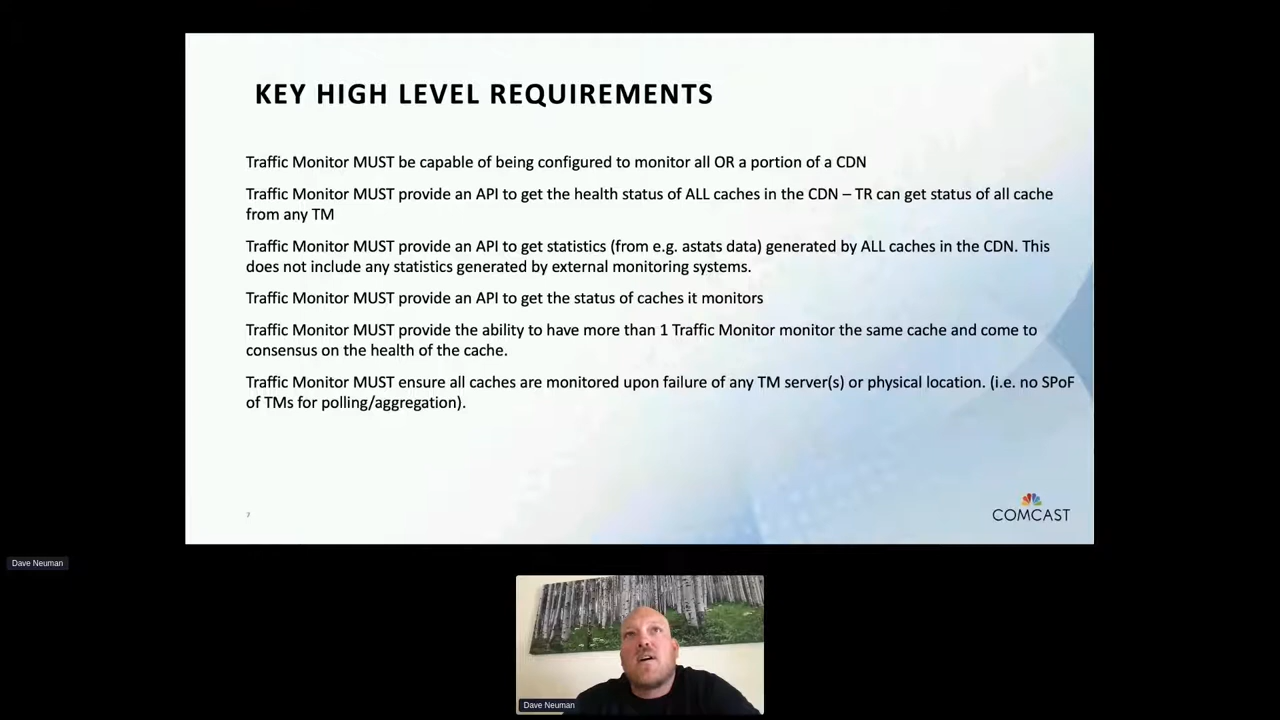 KEY HIGH LEVEL REQUIREMENTS
Traffic Monitor MUST be capable of being configured to monitor all OR a portion of a CDN
Traffic Monitor MUST provide an API to get the health status of ALL caches in the CDN – TR can get status of all cache
from any TM
Traffic Monitor MUST provide an API to get statistics (from e.g. astats data) generated by ALL caches in the CDN. This
does not include any statistics generated by external monitoring systems.
Traffic Monitor MUST provide an API to get the status of caches it monitors
Traffic Monitor MUST provide the ability to have more than 1 Traffic Monitor monitor the same cache and come to
consensus on the health of the cache.
Traffic Monitor MUST ensure all caches are monitored upon failure of any TM server(s) or physical location. (i.e. no SPoF
of TMs for polling/aggregation).
7
COMCAST
Dave Neuman
Dave Neuman